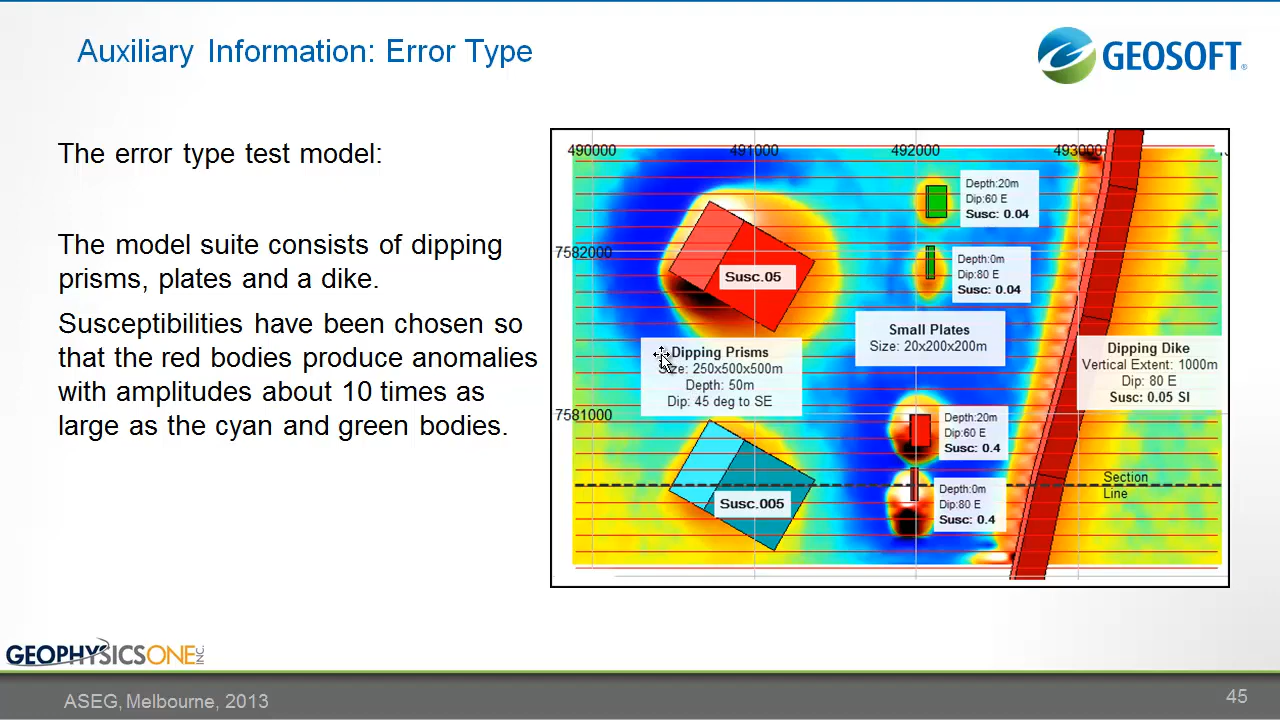 Auxiliary Information: Error Type
GEOSOFT
The error type test model:
The model suite consists of dipping
prisms, plates and a dike.
Susceptibilities have been chosen so
that the red bodies produce anomalies
with amplitudes about 10 times as
large as the cyan and green bodies.
490000
491000
492000
493000
7582000
7581000
Susc.05
Dipping Prisms
Size: 250x500x500m
Depth: 50m
Dip: 45 deg to SE
Susc.005
Depth:20m
Dip:60 E
Susc: 0.04
Depth:0m
Dip:80 E
Susc: 0.04
Small Plates
Size: 20x200x200m
Depth:20m
Dip:60 E
Susc: 0.4
Depth:0m
Dip:80 E
Susc: 0.4
Dipping Dike
Vertical Extent: 1000m
Dip: 80 E
Susc: 0.05 SI
Section
Line
GEOPHYSICSONE INC.
ASEG, Melbourne, 2013
45